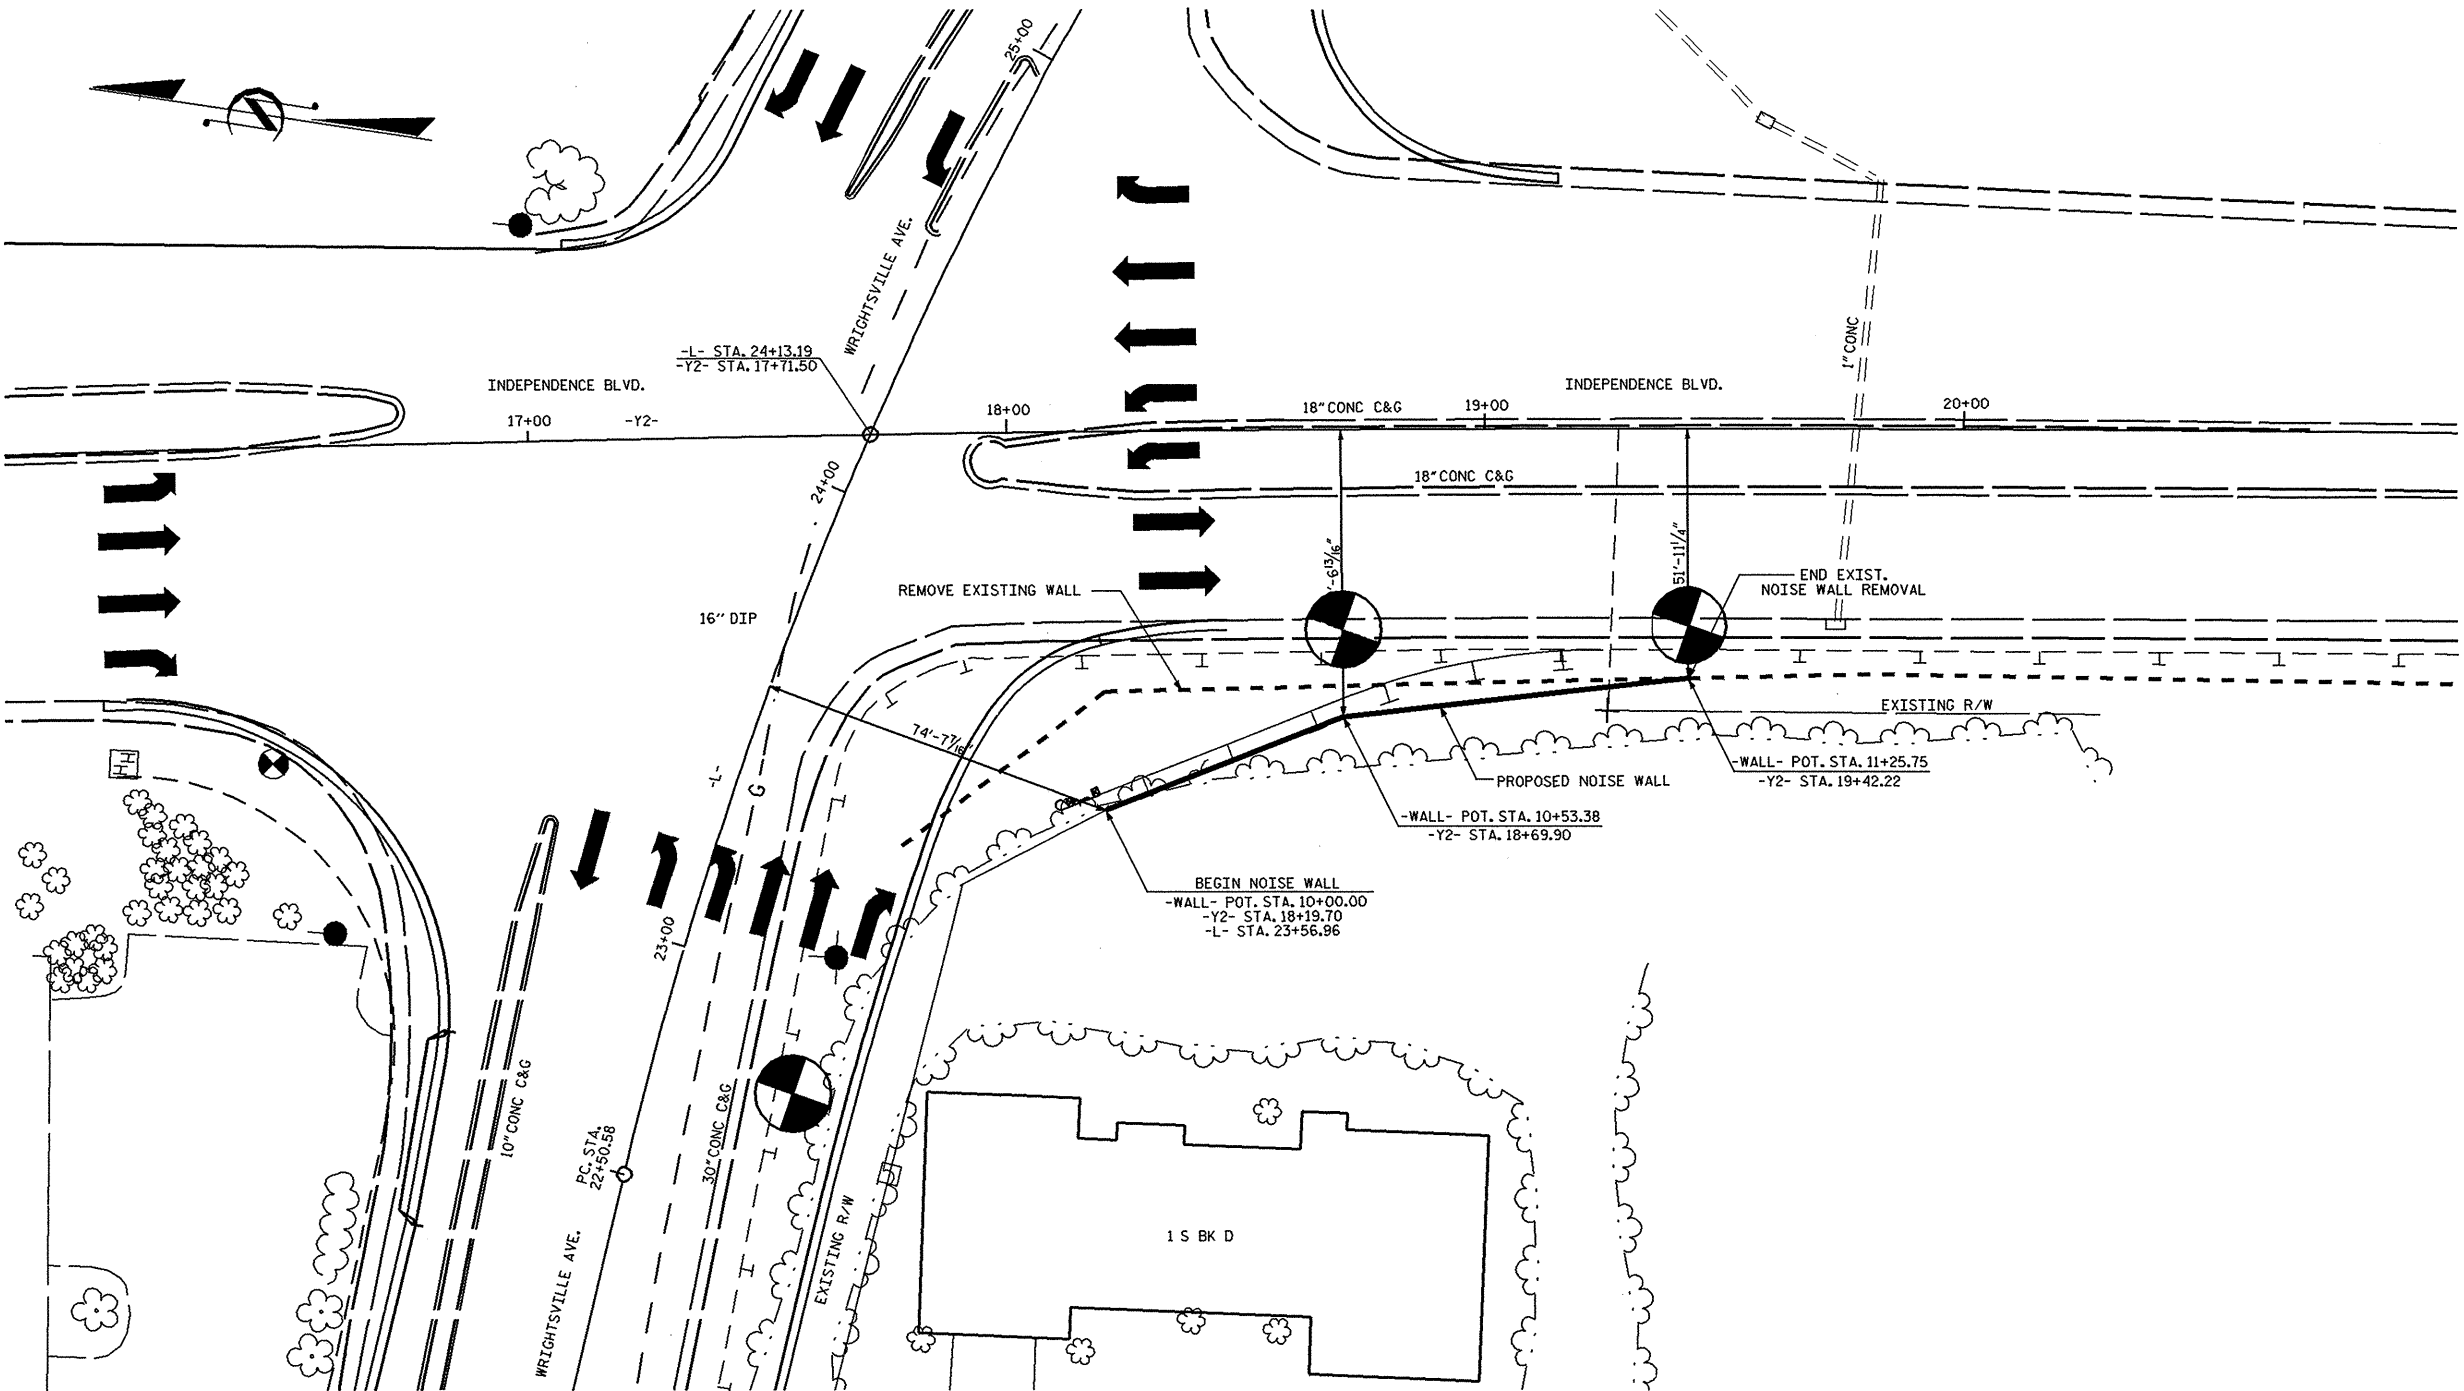 25+00
WRIGHTSVILLE AVE.
-L- STA. 24+13.19
-Y2- STA. 17+71.50
INDEPENDENCE BLVD.
INDEPENDENCE BLVD.
1" CONC
17+00
-Y2-
18+00
18" CONC C&G
19+00
20+00
24+00
18" CONC C&G
51'-11 1/4"
'-6 13/16"
REMOVE EXISTING WALL
END EXIST.
NOISE WALL REMOVAL
16" DIP
EXISTING R/W
74'-7 7/16"
-L-
G
PROPOSED NOISE WALL
-WALL- POT. STA. 11+25.75
-Y2- STA. 19+42.22
-WALL- POT. STA. 10+53.38
-Y2- STA. 18+69.90
BEGIN NOISE WALL
-WALL- POT. STA. 10+00.00
-Y2- STA. 18+19.70
-L- STA. 23+56.96
23+00
10" CONC C&G
30" CONC C&G
PC. STA.
22+50.58
EXISTING R/W
WRIGHTSVILLE AVE.
1 S BK D